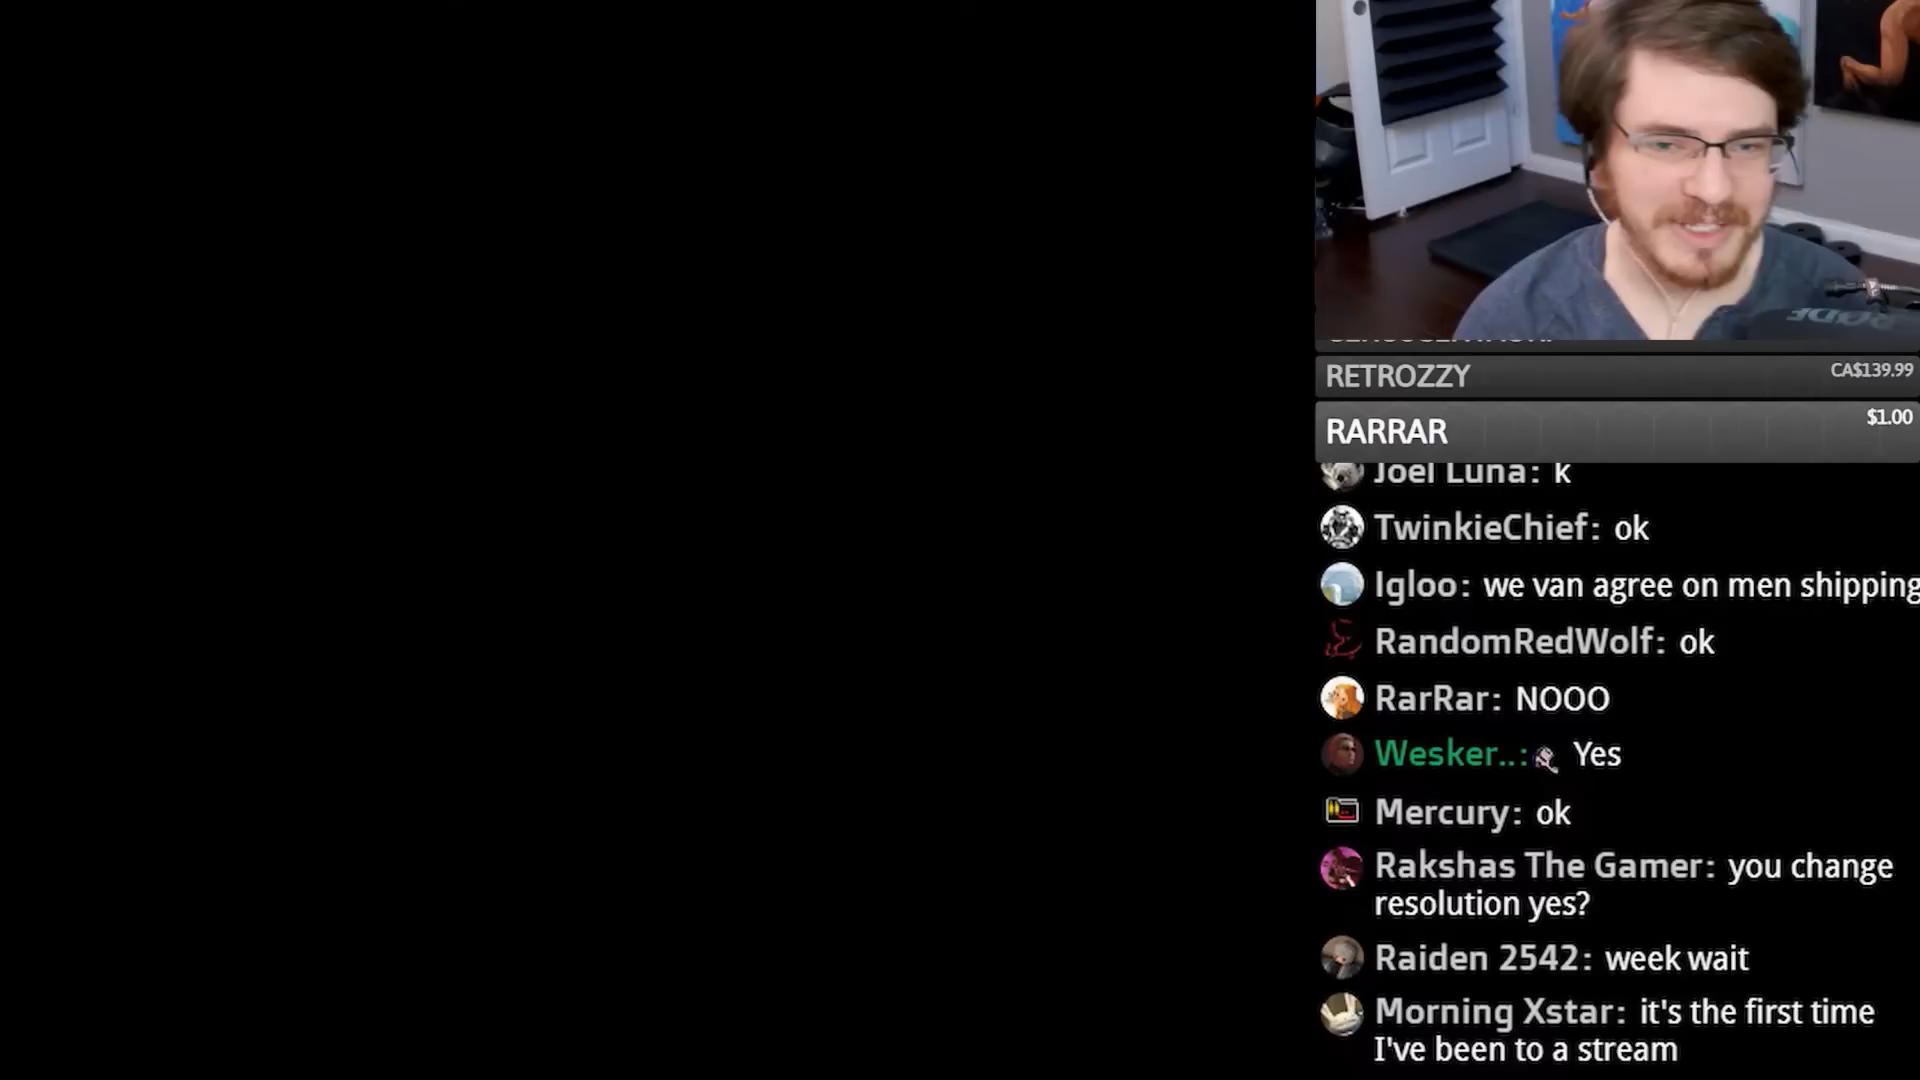 RODE
RETROZZY
CA$139.99
RARRAR
$1.00
Joel Luna: k
TwinkieChief: ok
Igloo: we van agree on men shipping
RandomRedWolf: ok
RarRar: NOOO
Wesker..: Yes
Mercury: ok
Rakshas The Gamer: you change
resolution yes?
Raiden 2542: week wait
Morning Xstar: it's the first time
I've been to a stream